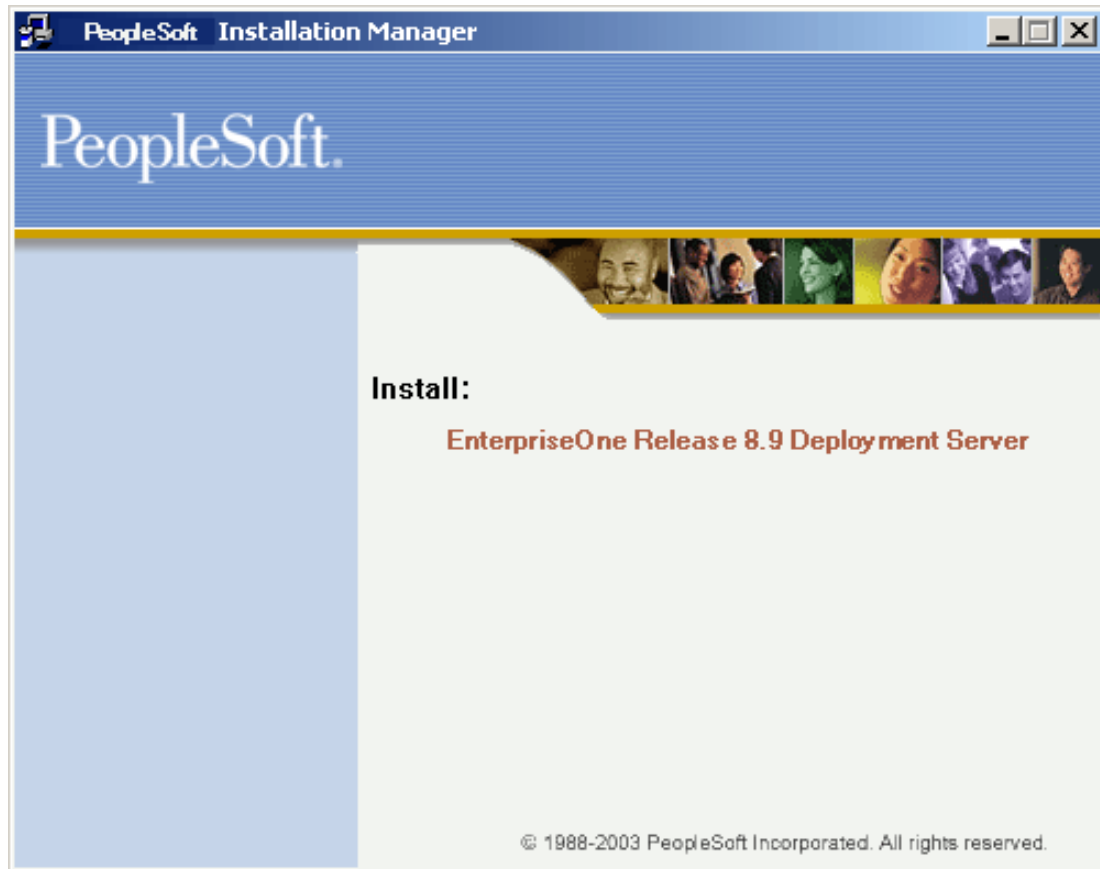 PeopleSoft Installation Manager
PeopleSoft.
Install:
EnterpriseOne Release 8.9 Deployment Server
© 1988-2003 PeopleSoft Incorporated. All rights reserved.